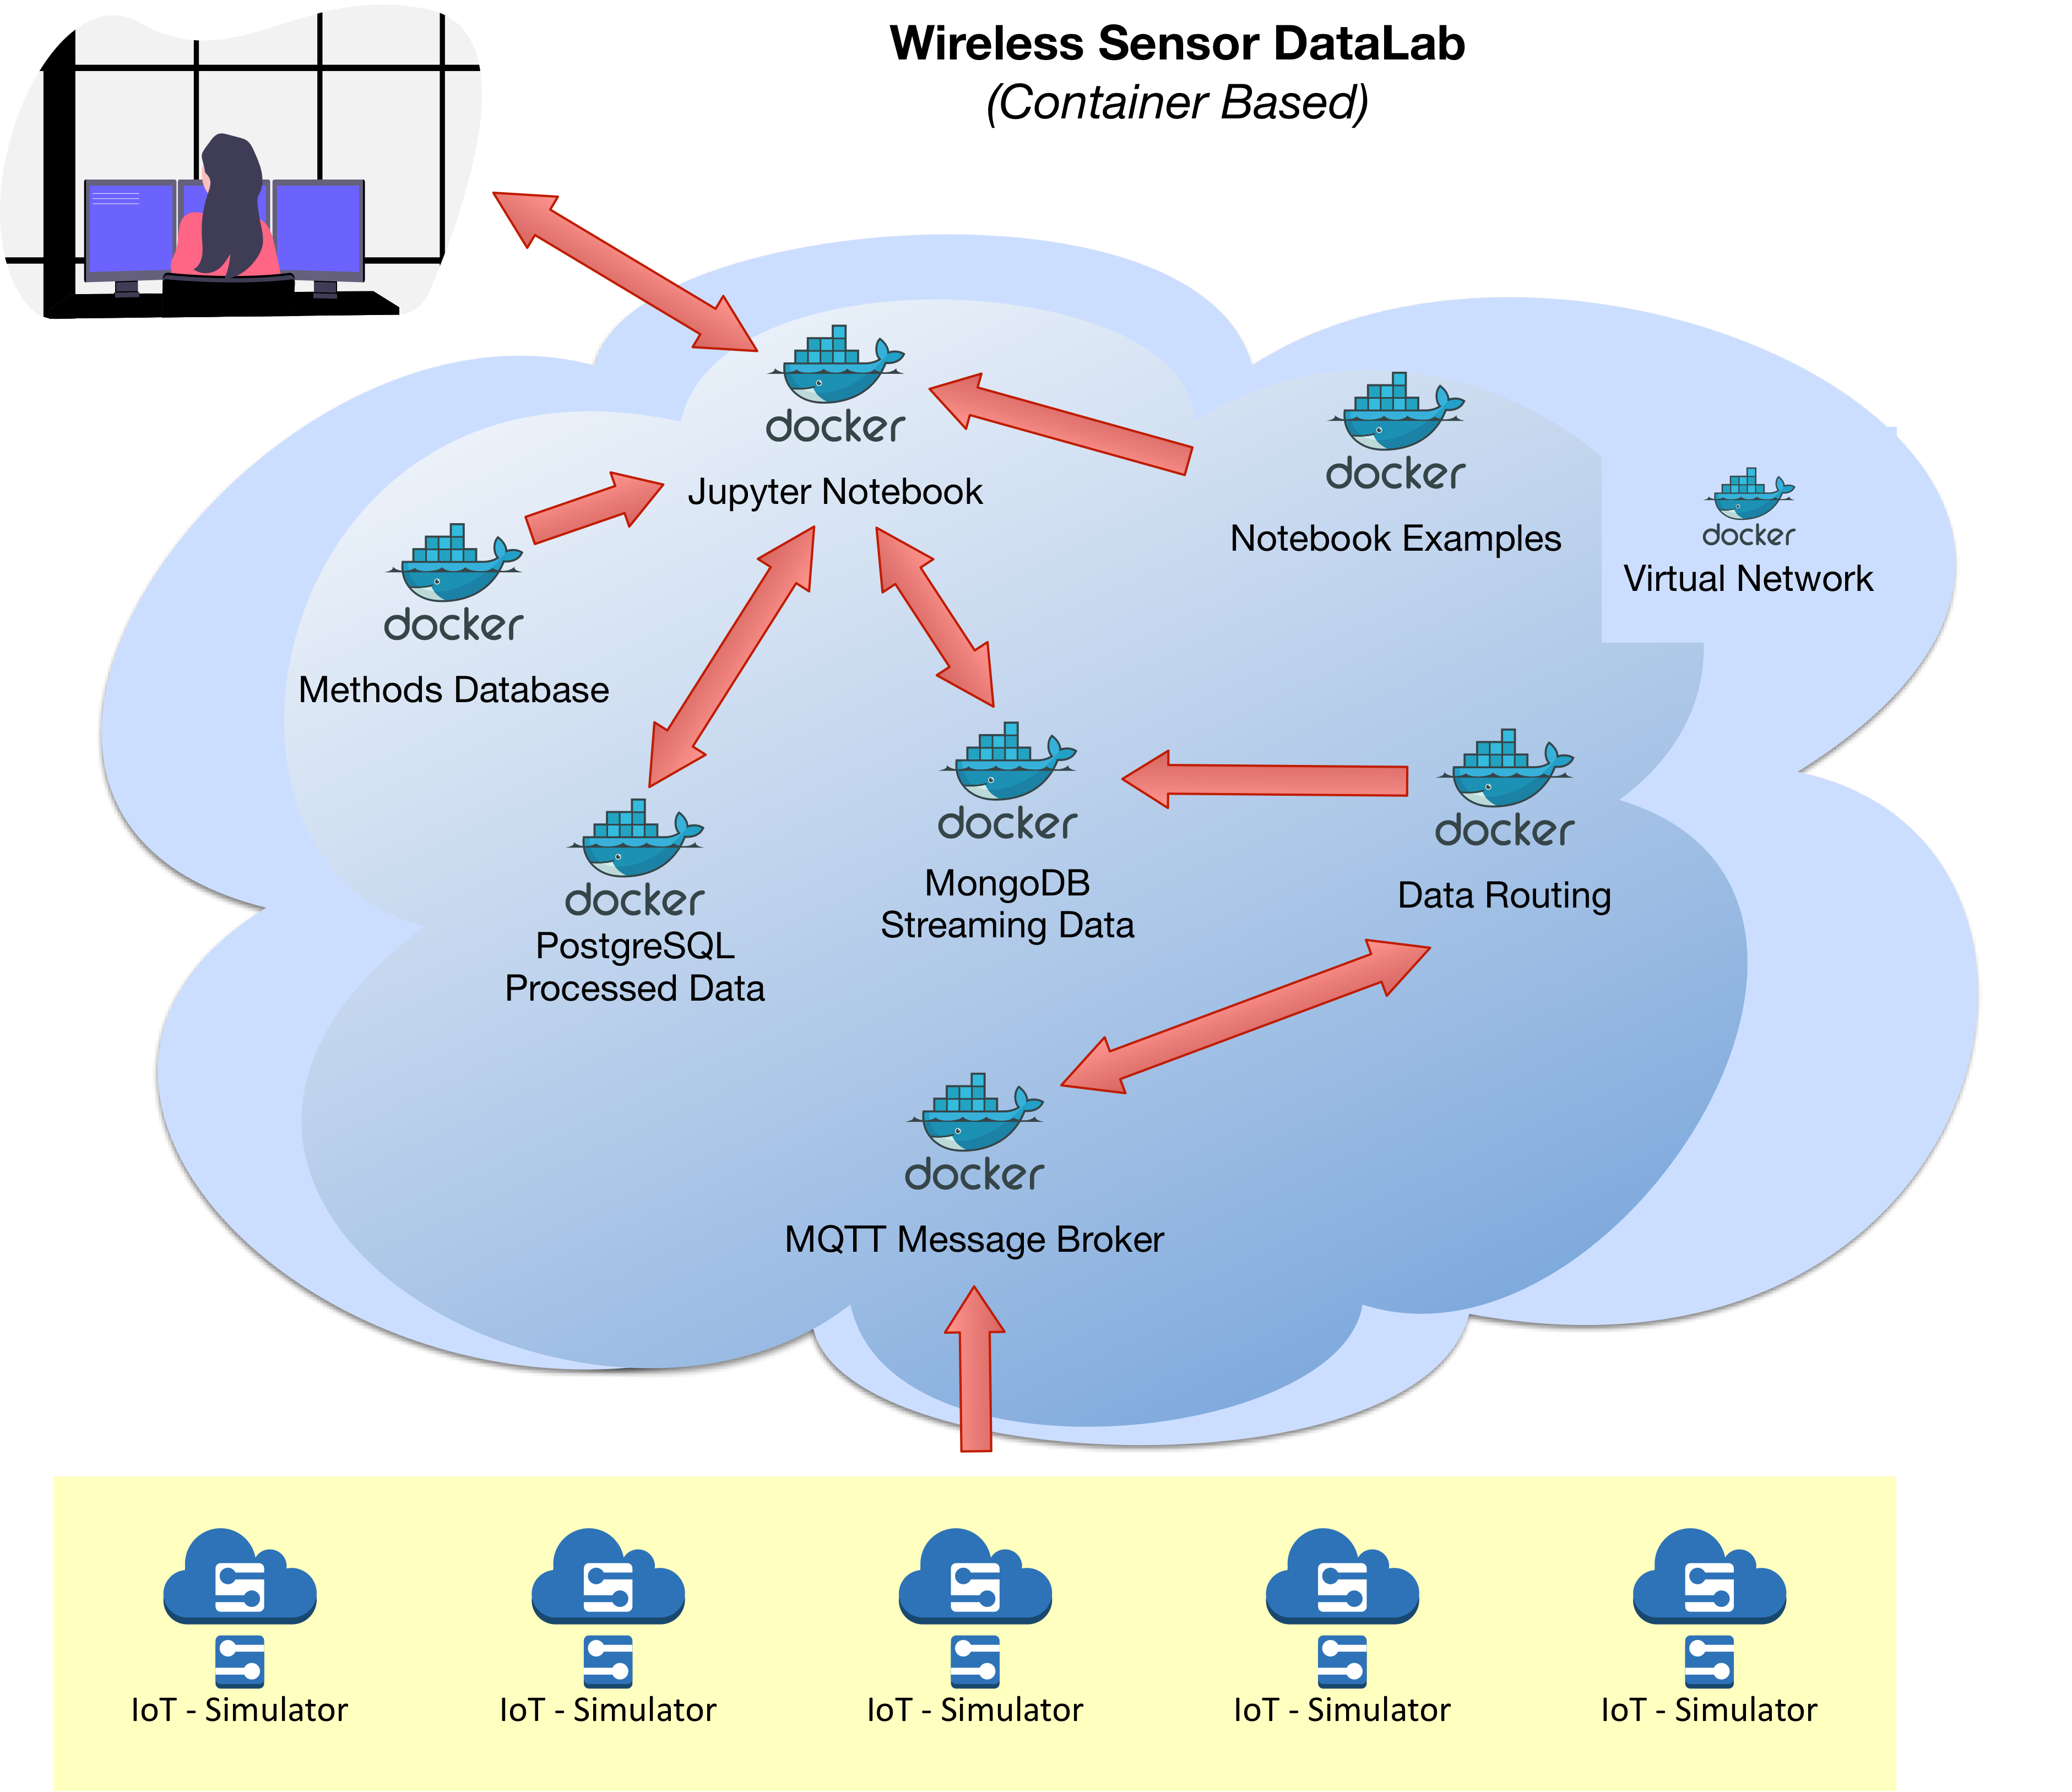 Wireless Sensor DataLab
(Container Based)
docker
Jupyter Notebook
docker
Notebook Examples
docker
Virtual Network
docker
Methods Database
docker
MongoDB
Streaming Data
docker
Data Routing
docker
PostgreSQL
Processed Data
docker
MQTT Message Broker
IoT - Simulator
IoT - Simulator
IoT - Simulator
IoT - Simulator
IoT - Simulator